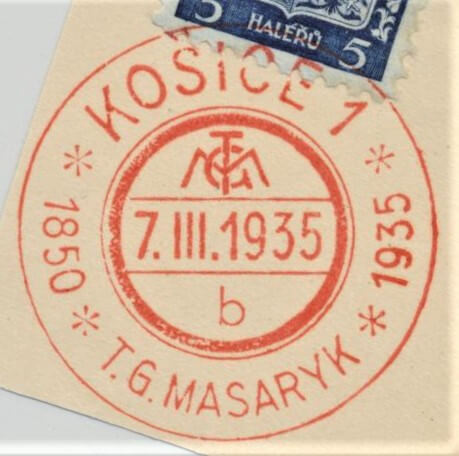 5 HALÉŘŮ 5
KOŠICE 1
* 1850 * T.G.MASARYK * 1935 *
TGM
7.III.1935
b